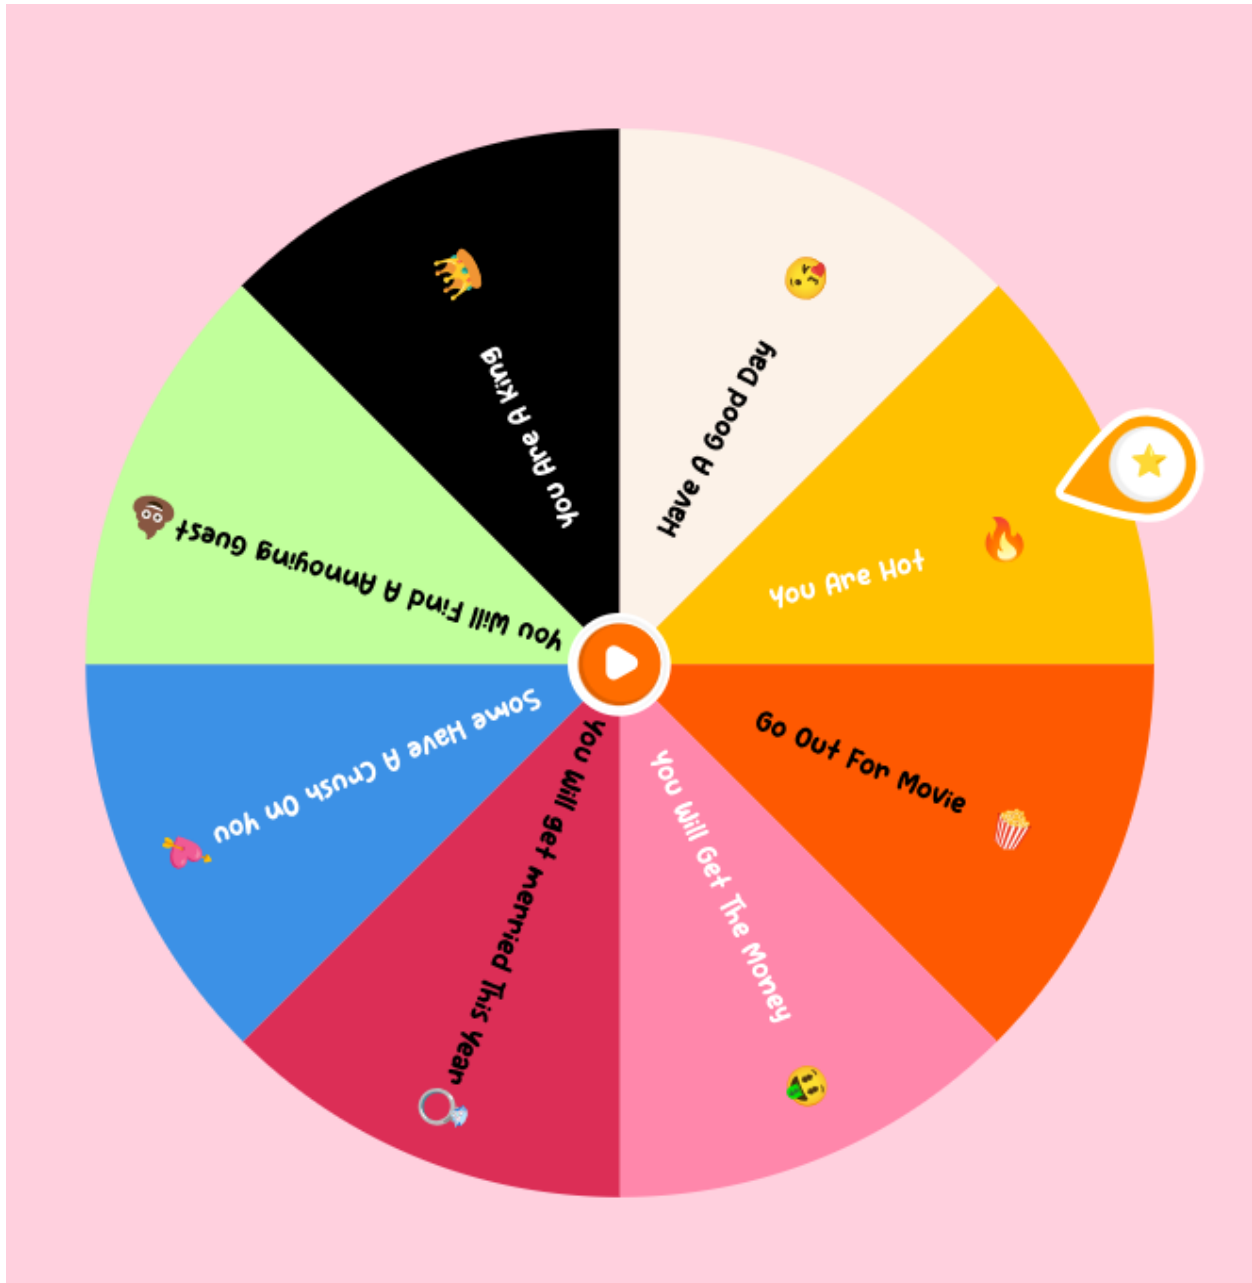 Have A Good Day
You Are Hot
Go Out For Movie
You Will Get The Money
you will get merried This year
Some Have A Crush On you
you will Find A Annoying Guest
you Are A King